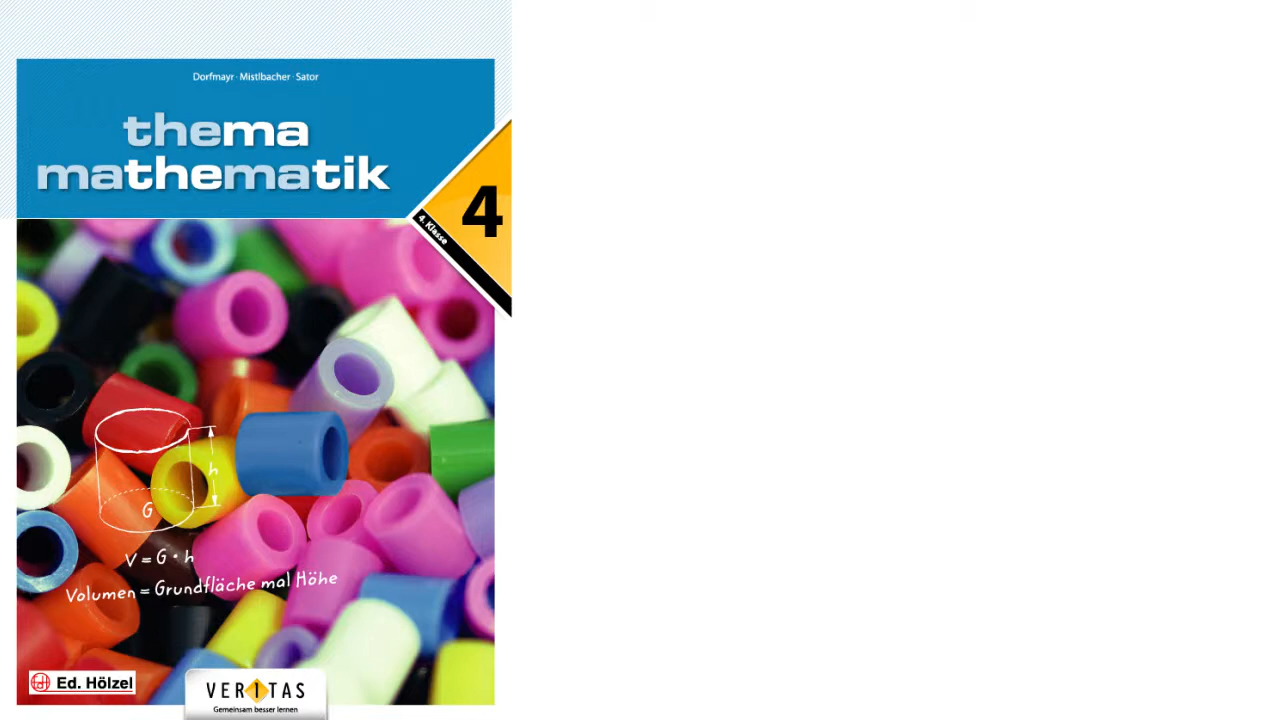 Dorfmayr · Mistlbacher · Sator
thema
mathematik
4
4. Klasse
h
G
V = G · h
Volumen = Grundfläche mal Höhe
Ed. Hölzel
VERITAS
Gemeinsam besser lernen